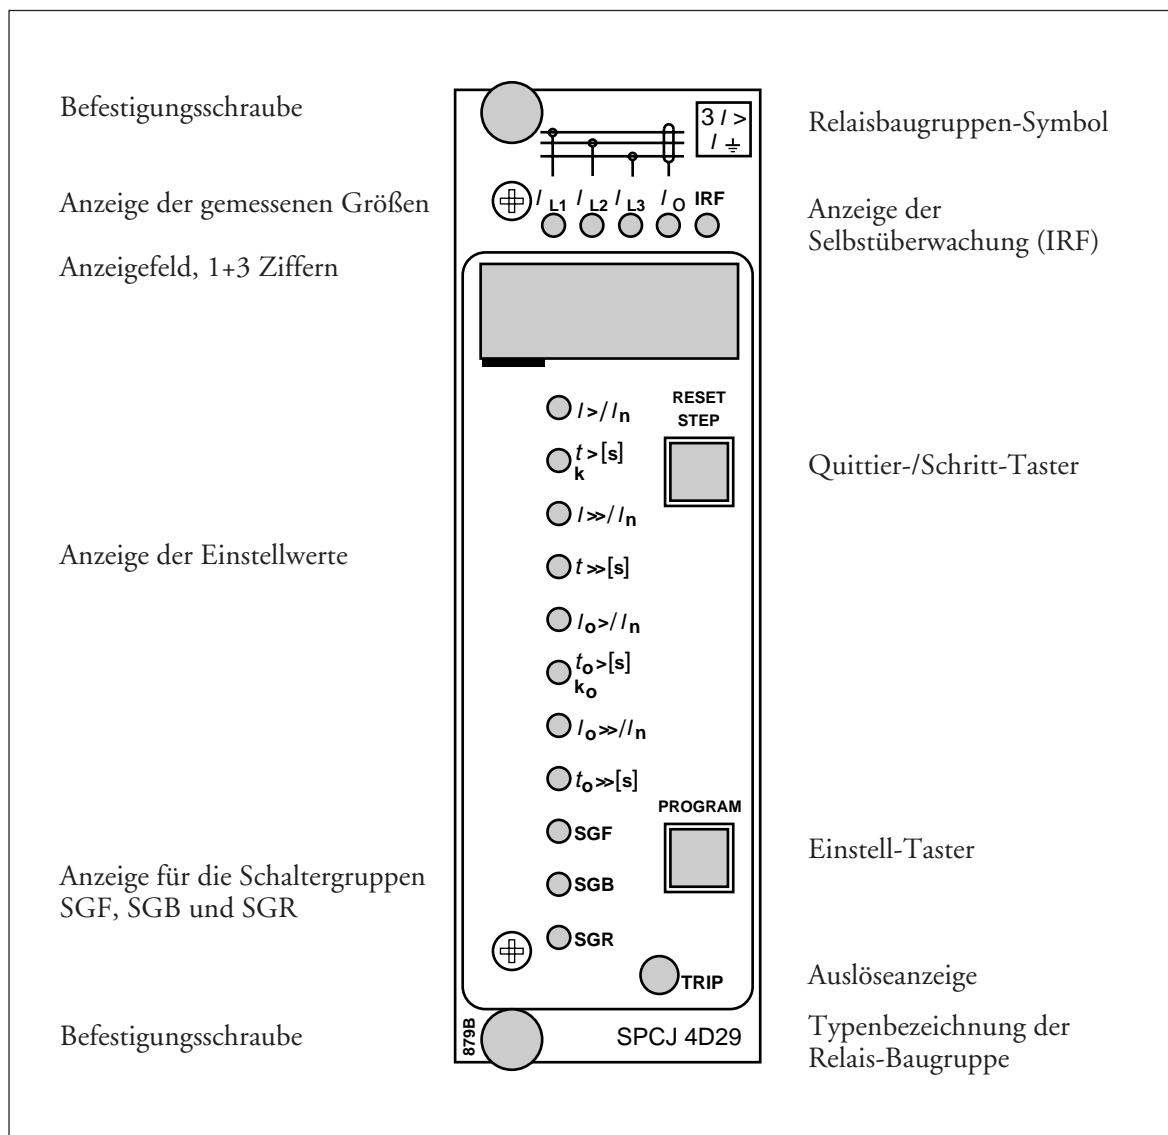 Befestigungsschraube
3 I >
I ⏚
Relaisbaugruppen-Symbol
Anzeige der gemessenen Größen
I L1 I L2 I L3 I O IRF
Anzeige der
Selbstüberwachung (IRF)
Anzeigefeld, 1+3 Ziffern
I>/In
RESET
STEP
t>[s]
k
Quittier-/Schritt-Taster
I>>/In
Anzeige der Einstellwerte
t>>[s]
Io>/In
to>[s]
ko
Io>>/In
to>>[s]
PROGRAM
SGF
Einstell-Taster
Anzeige für die Schaltergruppen
SGF, SGB und SGR
SGB
SGR
TRIP
Auslöseanzeige
Befestigungsschraube
879B
SPCJ 4D29
Typenbezeichnung der
Relais-Baugruppe